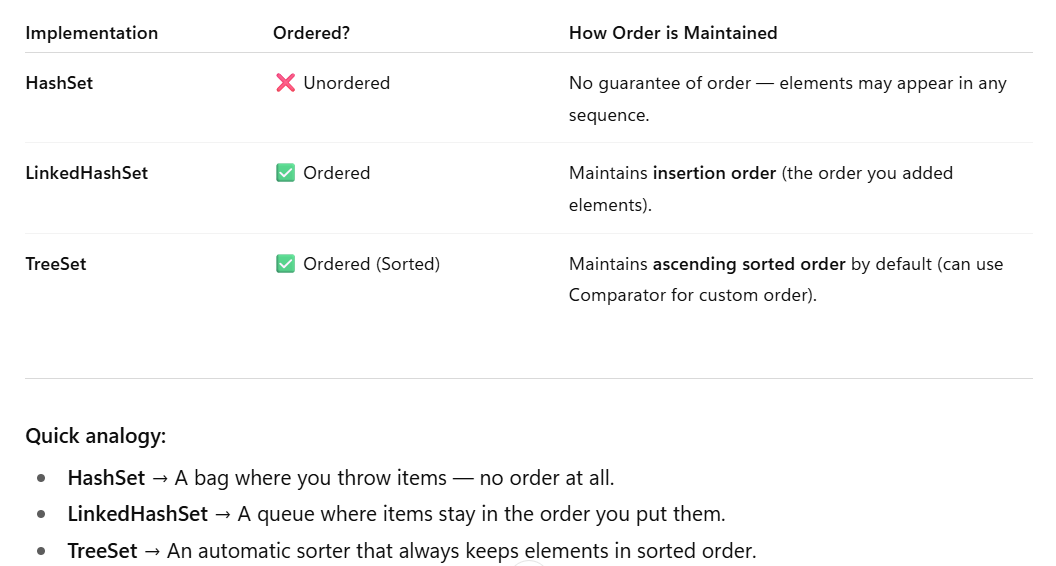 Implementation Ordered? How Order is Maintained
HashSet ❌ Unordered No guarantee of order — elements may appear in any
sequence.
LinkedHashSet ✅ Ordered Maintains insertion order (the order you added
elements).
TreeSet ✅ Ordered (Sorted) Maintains ascending sorted order by default (can use
Comparator for custom order).
Quick analogy:
• HashSet → A bag where you throw items — no order at all.
• LinkedHashSet → A queue where items stay in the order you put them.
• TreeSet → An automatic sorter that always keeps elements in sorted order.